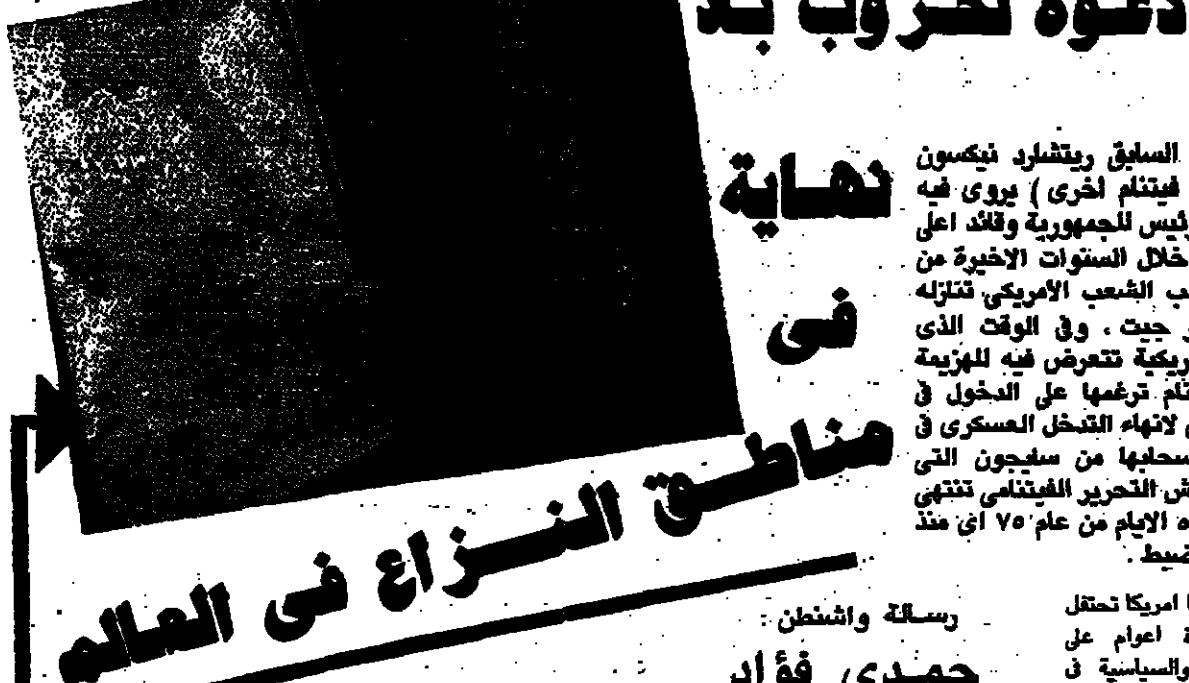 دعوة لحروب بلا
نهاية
فى
مناطق النزاع فى العالم
السابق ريتشارد نيكسون
فيتنام اخرى ) يروى فيه
رئيس للجمهورية وقائد اعلى
خلال السنوات الاخيرة من
الشعب الأمريكى تنازله
جيت ، وفى الوقت الذى
ريكية تتعرض فيه للهزيمة
تنام ترغمها على الدخول فى
لانهاء التدخل العسكرى فى
سحابها من سايجون التى
ش التحرير الفيتنامى تنتهى
ه الايام من عام ٧٥ اى منذ
ضبط .
رسالة واشنطن :
حمدى فؤاد
ا امريكا تحتفل
ة اعوام على
والسياسية فى